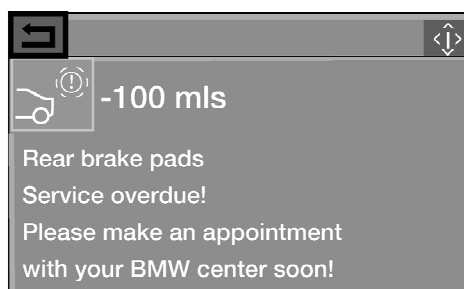 -100 mls
Rear brake pads
Service overdue!
Please make an appointment
with your BMW center soon!